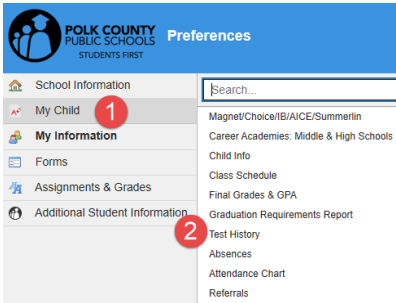 POLK COUNTY
PUBLIC SCHOOLS
STUDENTS FIRST
Preferences
School Information
My Child
1
My Information
Forms
Assignments & Grades
Additional Student Information
Search...
Magnet/Choice/IB/AICE/Summerlin
Career Academies: Middle & High Schools
Child Info
Class Schedule
Final Grades & GPA
Graduation Requirements Report
2
Test History
Absences
Attendance Chart
Referrals